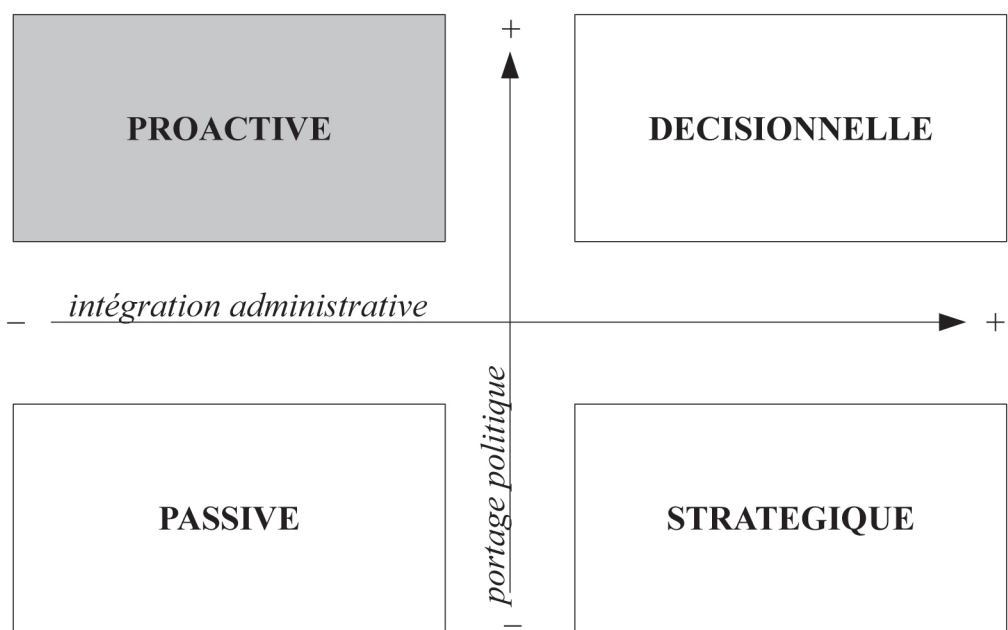 +
PROACTIVE
DECISIONNELLE
intégration administrative
– +
portage politique
PASSIVE
STRATEGIQUE
–